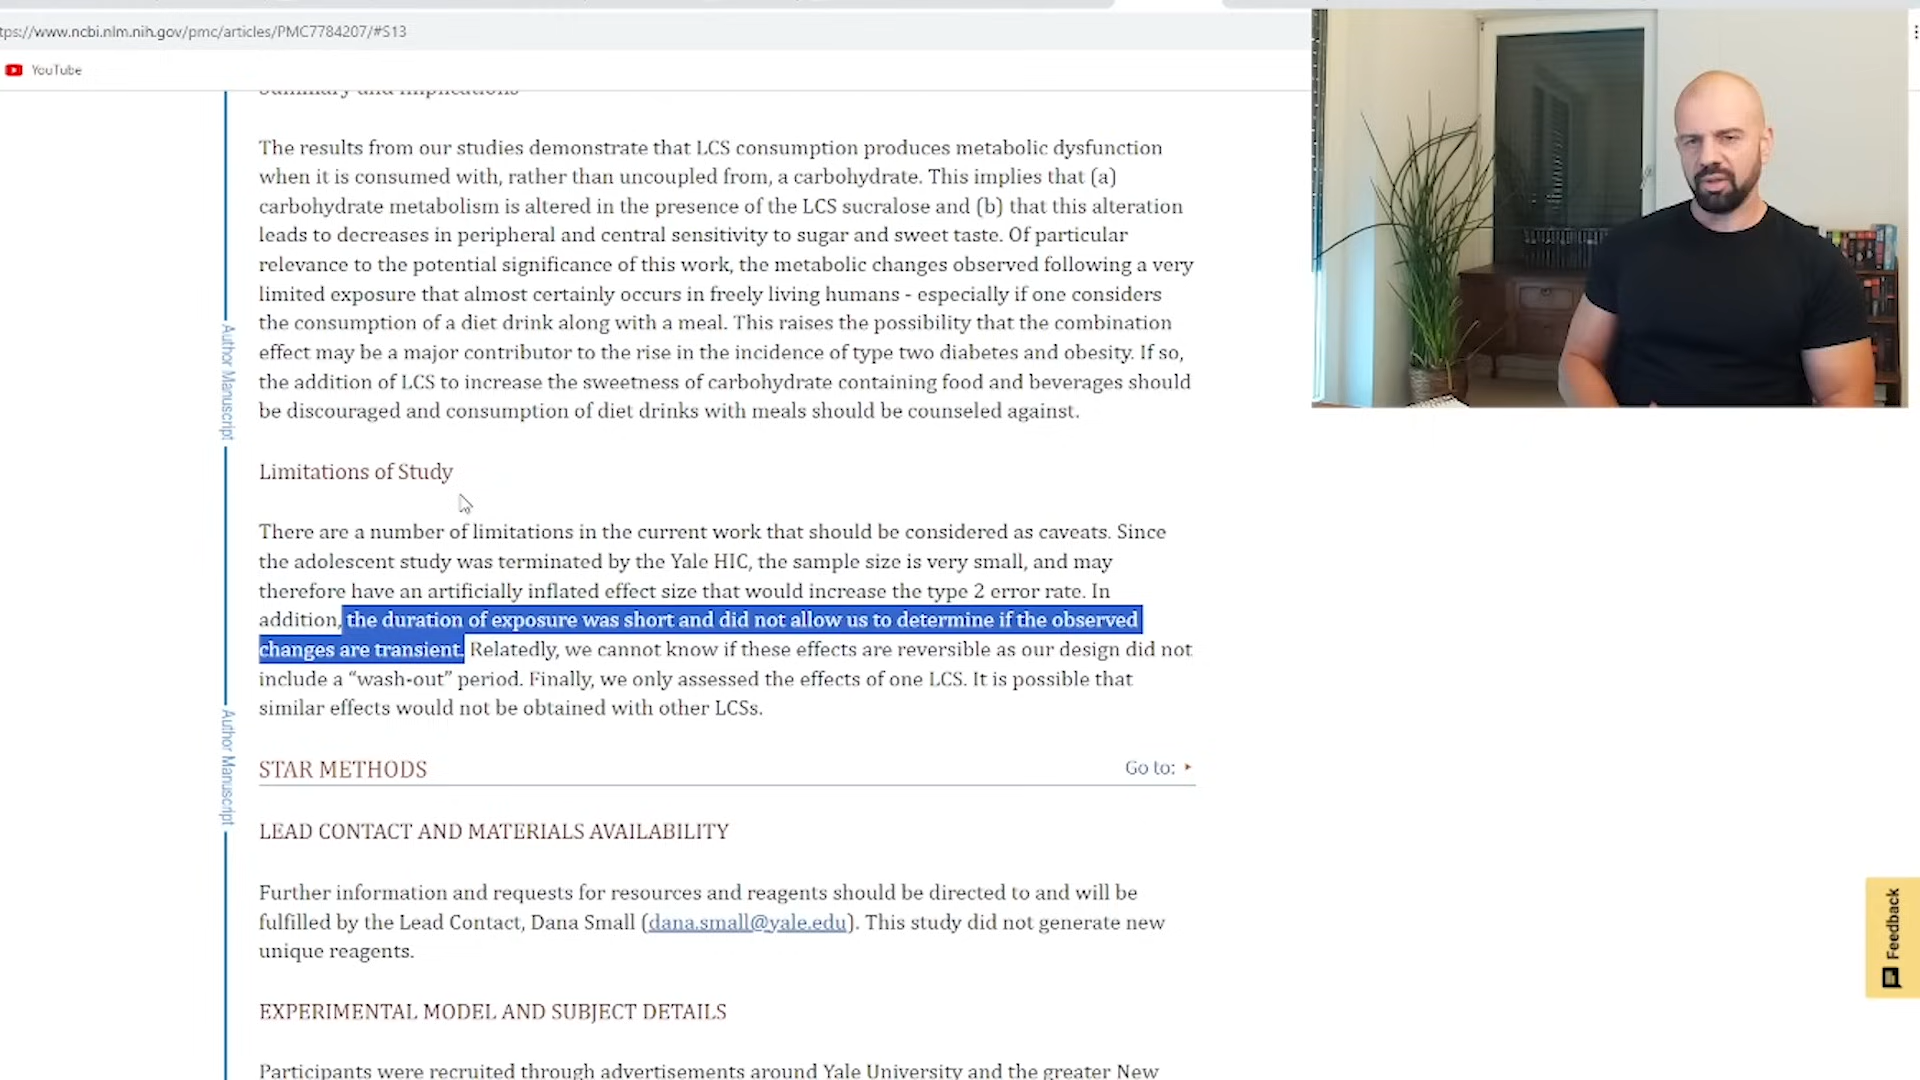 tps://www.ncbi.nlm.nih.gov/pmc/articles/PMC7784207/#S13
YouTube
Summary and Implications
The results from our studies demonstrate that LCS consumption produces metabolic dysfunction
when it is consumed with, rather than uncoupled from, a carbohydrate. This implies that (a)
carbohydrate metabolism is altered in the presence of the LCS sucralose and (b) that this alteration
leads to decreases in peripheral and central sensitivity to sugar and sweet taste. Of particular
relevance to the potential significance of this work, the metabolic changes observed following a very
limited exposure that almost certainly occurs in freely living humans - especially if one considers
the consumption of a diet drink along with a meal. This raises the possibility that the combination
effect may be a major contributor to the rise in the incidence of type two diabetes and obesity. If so,
the addition of LCS to increase the sweetness of carbohydrate containing food and beverages should
be discouraged and consumption of diet drinks with meals should be counseled against.
Author Manuscript
Limitations of Study
There are a number of limitations in the current work that should be considered as caveats. Since
the adolescent study was terminated by the Yale HIC, the sample size is very small, and may
therefore have an artificially inflated effect size that would increase the type 2 error rate. In
addition, the duration of exposure was short and did not allow us to determine if the observed
changes are transient. Relatedly, we cannot know if these effects are reversible as our design did not
include a “wash-out” period. Finally, we only assessed the effects of one LCS. It is possible that
similar effects would not be obtained with other LCSs.
Author Manuscript
STAR METHODS
Go to:
LEAD CONTACT AND MATERIALS AVAILABILITY
Further information and requests for resources and reagents should be directed to and will be
fulfilled by the Lead Contact, Dana Small (dana.small@yale.edu). This study did not generate new
unique reagents.
Feedback
EXPERIMENTAL MODEL AND SUBJECT DETAILS
Participants were recruited through advertisements around Yale University and the greater New